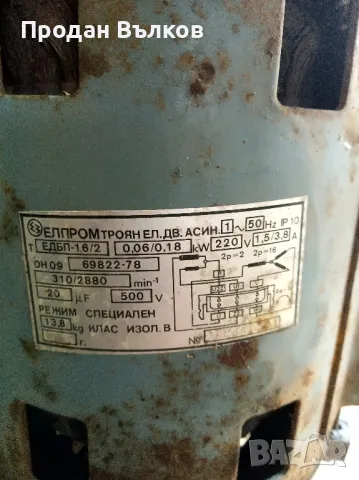 Продан Вълков
ЕЛПРОМ ТРОЯН ЕЛ. ДВ. АСИН. 1~ 50 Hz IP 10
Т ЕДБП-16/2 0,06/0,18 kW 220 V 1,5/3,8 A
ОН 09 69822-78 2p=2 2p=16
310/2880 min⁻¹
20 µF 500 V
РЕЖИМ СПЕЦИАЛЕН
13,8 kg КЛАС ИЗОЛ. В
г. №
BAZAR